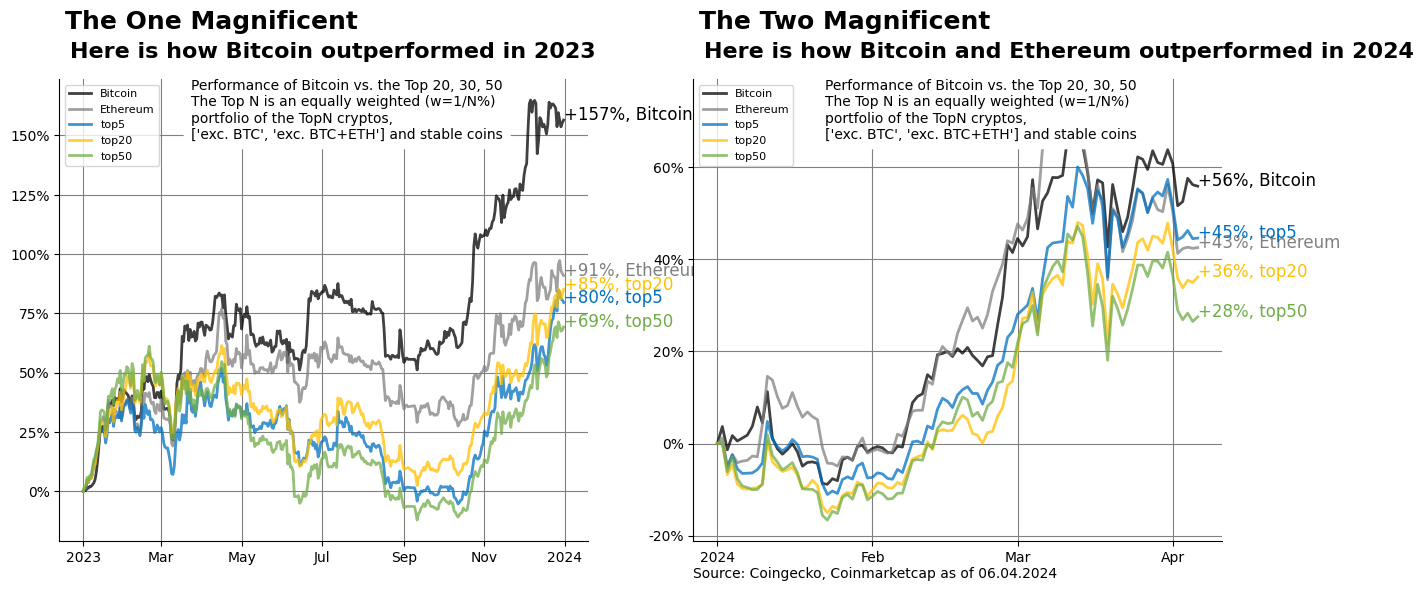 The One Magnificent
Here is how Bitcoin outperformed in 2023
Bitcoin
Ethereum
top5
top20
top50
Performance of Bitcoin vs. the Top 20, 30, 50
The Top N is an equally weighted (w=1/N%)
portfolio of the TopN cryptos,
['exc. BTC', 'exc. BTC+ETH'] and stable coins
150%
125%
100%
75%
50%
25%
0%
+157%, Bitcoin
+91%, Ethereum
+85%, top20
+80%, top5
+69%, top50
2023
Mar
May
Jul
Sep
Nov
2024
The Two Magnificent
Here is how Bitcoin and Ethereum outperformed in 2024
Bitcoin
Ethereum
top5
top20
top50
Performance of Bitcoin vs. the Top 20, 30, 50
The Top N is an equally weighted (w=1/N%)
portfolio of the TopN cryptos,
['exc. BTC', 'exc. BTC+ETH'] and stable coins
60%
40%
20%
0%
-20%
+56%, Bitcoin
+45%, top5
+43%, Ethereum
+36%, top20
+28%, top50
2024
Feb
Mar
Apr
Source: Coingecko, Coinmarketcap as of 06.04.2024